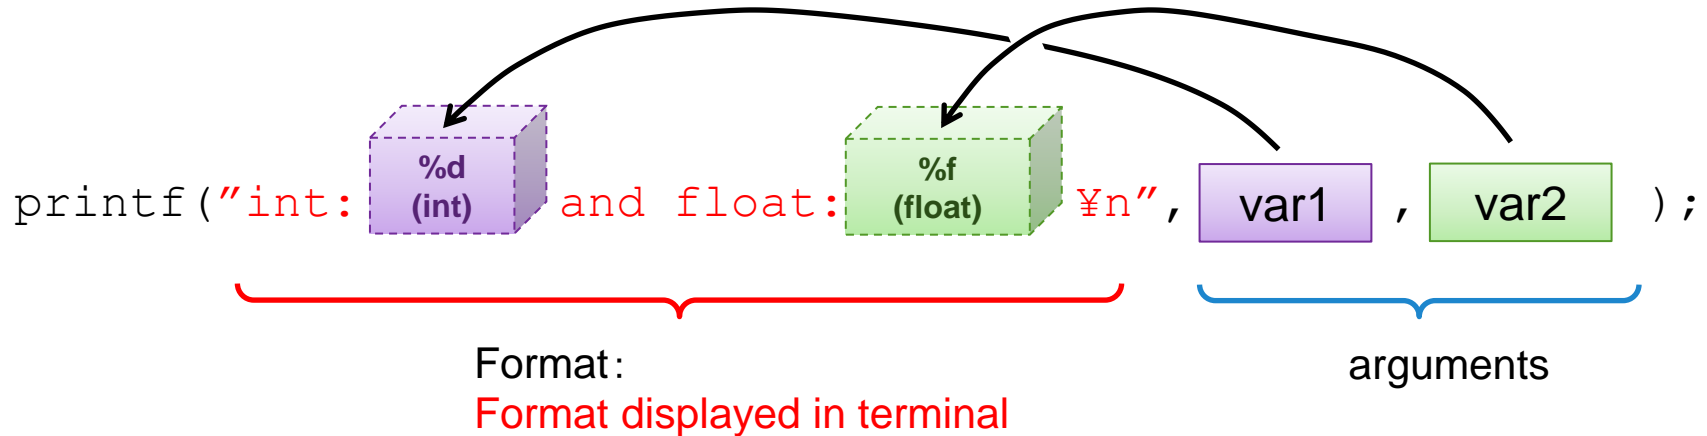 printf(”int: %d (int) and float: %f (float) ¥n”, var1 , var2 );
Format:
Format displayed in terminal
arguments